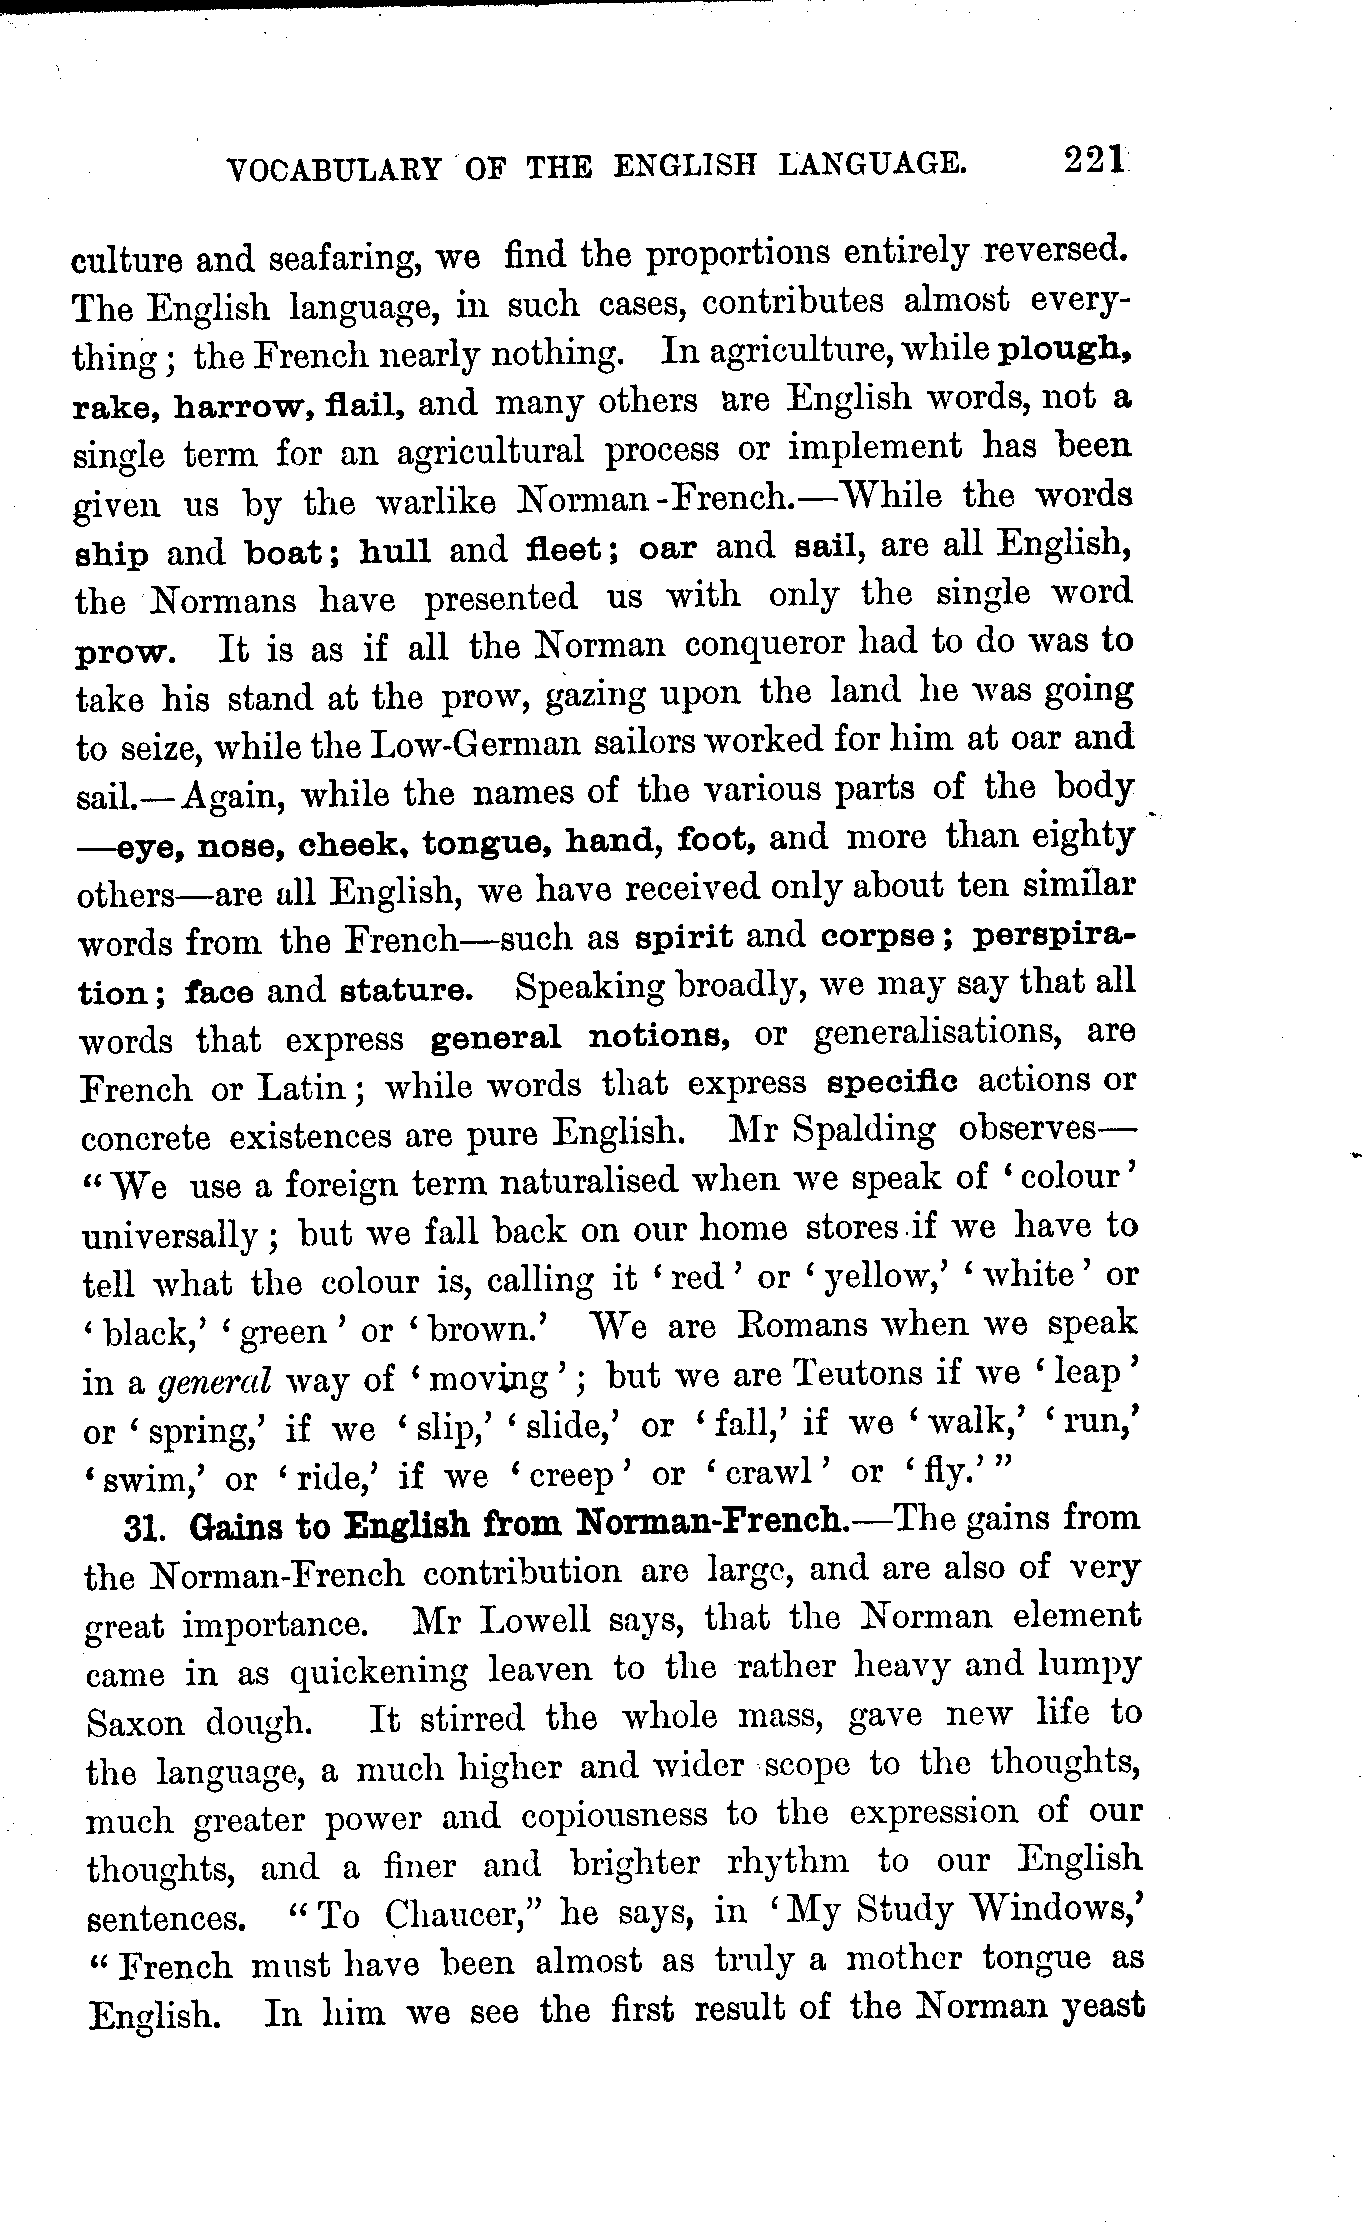 VOCABULARY OF THE ENGLISH LANGUAGE. 221
culture and seafaring, we find the proportions entirely reversed.
The English language, in such cases, contributes almost every-
thing; the French nearly nothing. In agriculture, while plough,
rake, harrow, flail, and many others are English words, not a
single term for an agricultural process or implement has been
given us by the warlike Norman-French.—While the words
ship and boat; hull and fleet; oar and sail, are all English,
the Normans have presented us with only the single word
prow. It is as if all the Norman conqueror had to do was to
take his stand at the prow, gazing upon the land he was going
to seize, while the Low-German sailors worked for him at oar and
sail.—Again, while the names of the various parts of the body
—eye, nose, cheek, tongue, hand, foot, and more than eighty
others—are all English, we have received only about ten similar
words from the French—such as spirit and corpse; perspira-
tion; face and stature. Speaking broadly, we may say that all
words that express general notions, or generalisations, are
French or Latin; while words that express specific actions or
concrete existences are pure English. Mr Spalding observes—
“We use a foreign term naturalised when we speak of ‘colour’
universally; but we fall back on our home stores if we have to
tell what the colour is, calling it ‘red’ or ‘yellow,’ ‘white’ or
‘black,’ ‘green’ or ‘brown.’ We are Romans when we speak
in a general way of ‘moving’; but we are Teutons if we ‘leap’
or ‘spring,’ if we ‘slip,’ ‘slide,’ or ‘fall,’ if we ‘walk,’ ‘run,’
‘swim,’ or ‘ride,’ if we ‘creep’ or ‘crawl’ or ‘fly.’”
31. Gains to English from Norman-French.—The gains from
the Norman-French contribution are large, and are also of very
great importance. Mr Lowell says, that the Norman element
came in as quickening leaven to the rather heavy and lumpy
Saxon dough. It stirred the whole mass, gave new life to
the language, a much higher and wider scope to the thoughts,
much greater power and copiousness to the expression of our
thoughts, and a finer and brighter rhythm to our English
sentences. “To Chaucer,” he says, in ‘My Study Windows,’
“French must have been almost as truly a mother tongue as
English. In him we see the first result of the Norman yeast